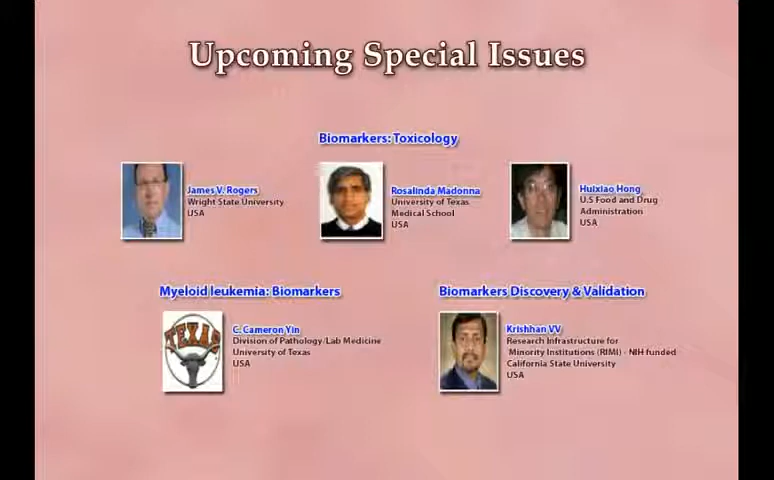 Upcoming Special Issues
Biomarkers: Toxicology
James V. Rogers
Wright State University
USA
Rosalinda Madonna
University of Texas
Medical School
USA
Huixiao Hong
U.S Food and Drug
Administration
USA
Myeloid leukemia: Biomarkers
TEXAS
C. Cameron Yin
Division of Pathology/Lab Medicine
University of Texas
USA
Biomarkers Discovery & Validation
Krishhan VV
Research Infrastructure for
Minority Institutions (RIMI) - NIH funded
California State University
USA